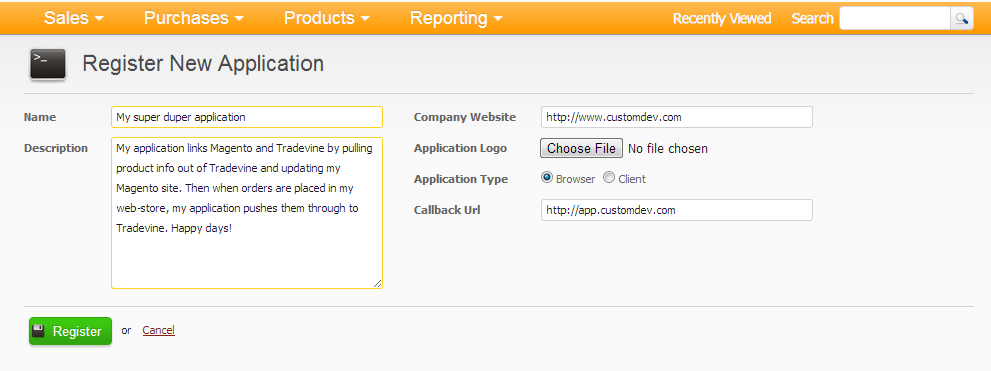 Sales Purchases Products Reporting Recently Viewed Search
>_ Register New Application
Name My super duper application
Description My application links Magento and Tradevine by pulling
product info out of Tradevine and updating my
Magento site. Then when orders are placed in my
web-store, my application pushes them through to
Tradevine. Happy days!
Company Website http://www.customdev.com
Application Logo Choose File No file chosen
Application Type Browser Client
Callback Url http://app.customdev.com
Register or Cancel